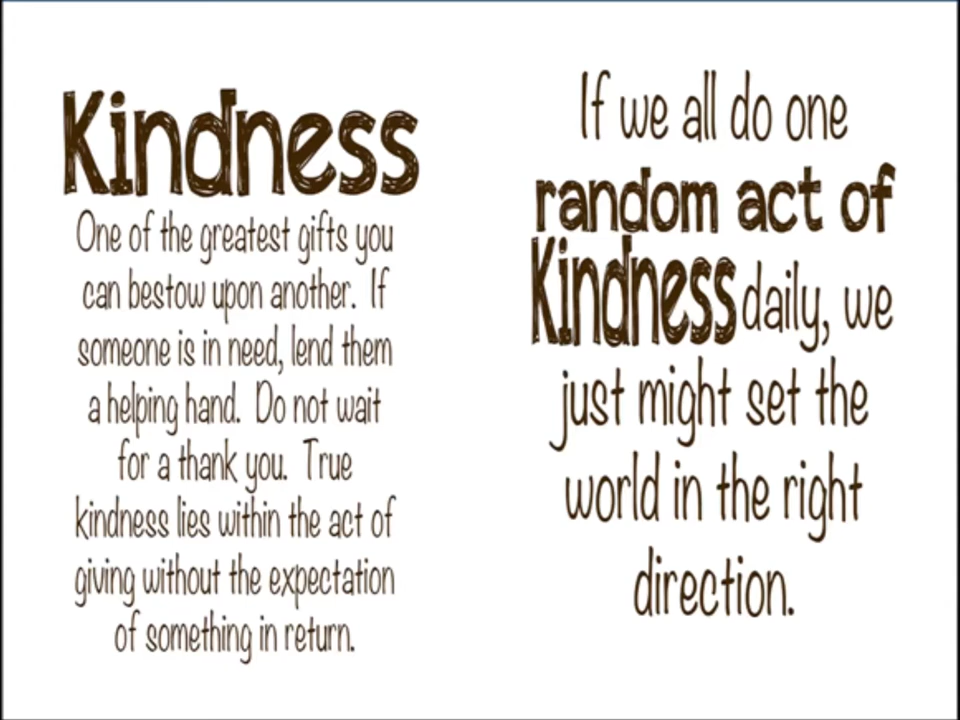 Kindness
One of the greatest gifts you
can bestow upon another.  If
someone is in need, lend them
a helping hand.  Do not wait
for a thank you.  True
kindness lies within the act of
giving without the expectation
of something in return.
If we all do one
random act of
Kindness daily, we
just might set the
world in the right
direction.